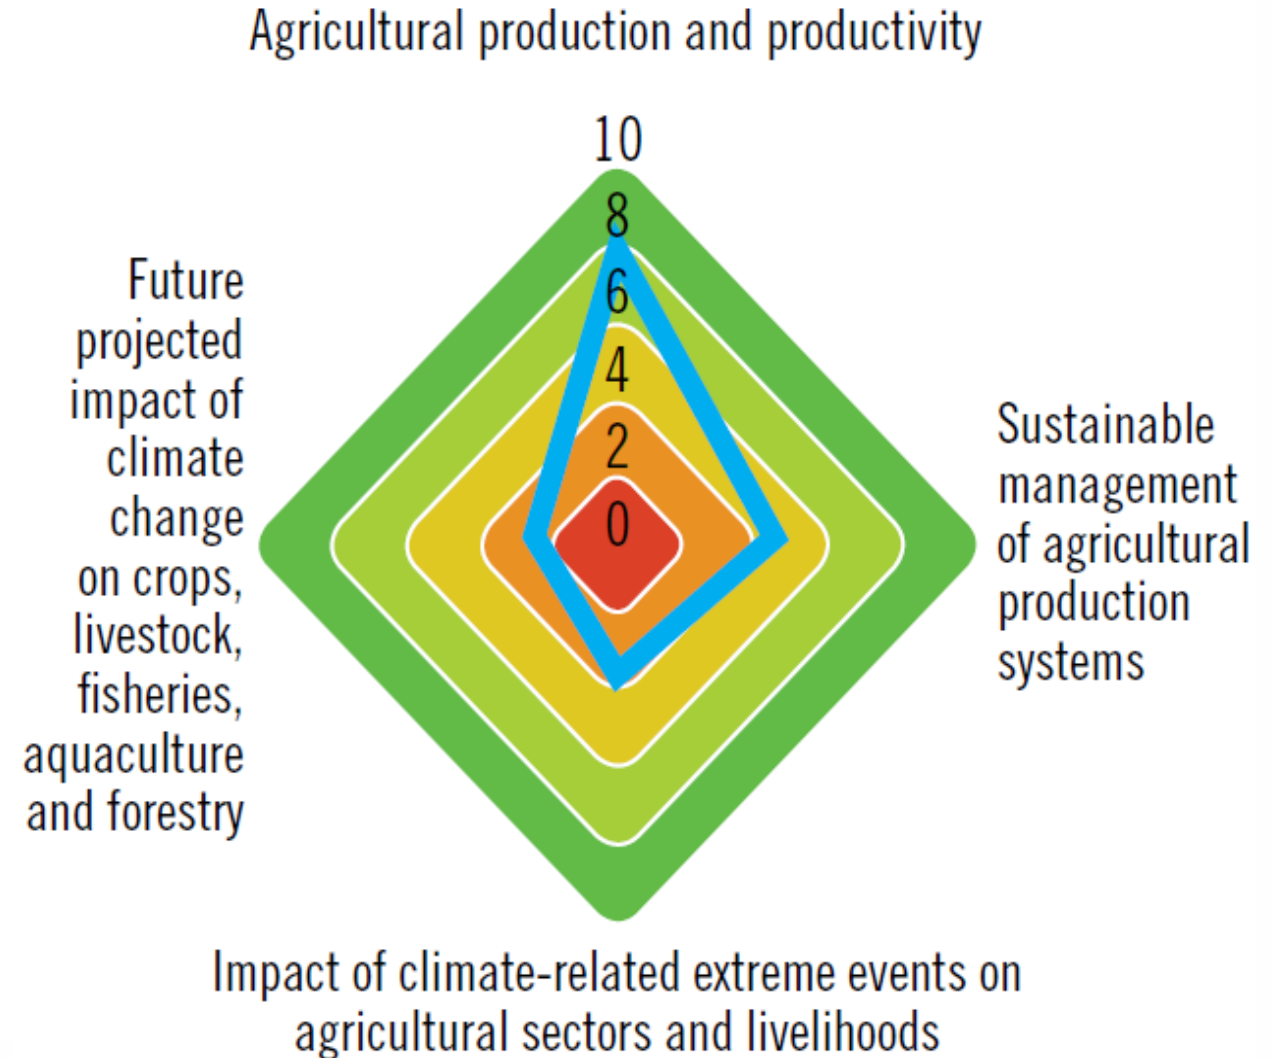 Agricultural production and productivity
10
8
6
4
2
0
Future
projected
impact of
climate
change
on crops,
livestock,
fisheries,
aquaculture
and forestry
Sustainable
management
of agricultural
production
systems
Impact of climate-related extreme events on
agricultural sectors and livelihoods